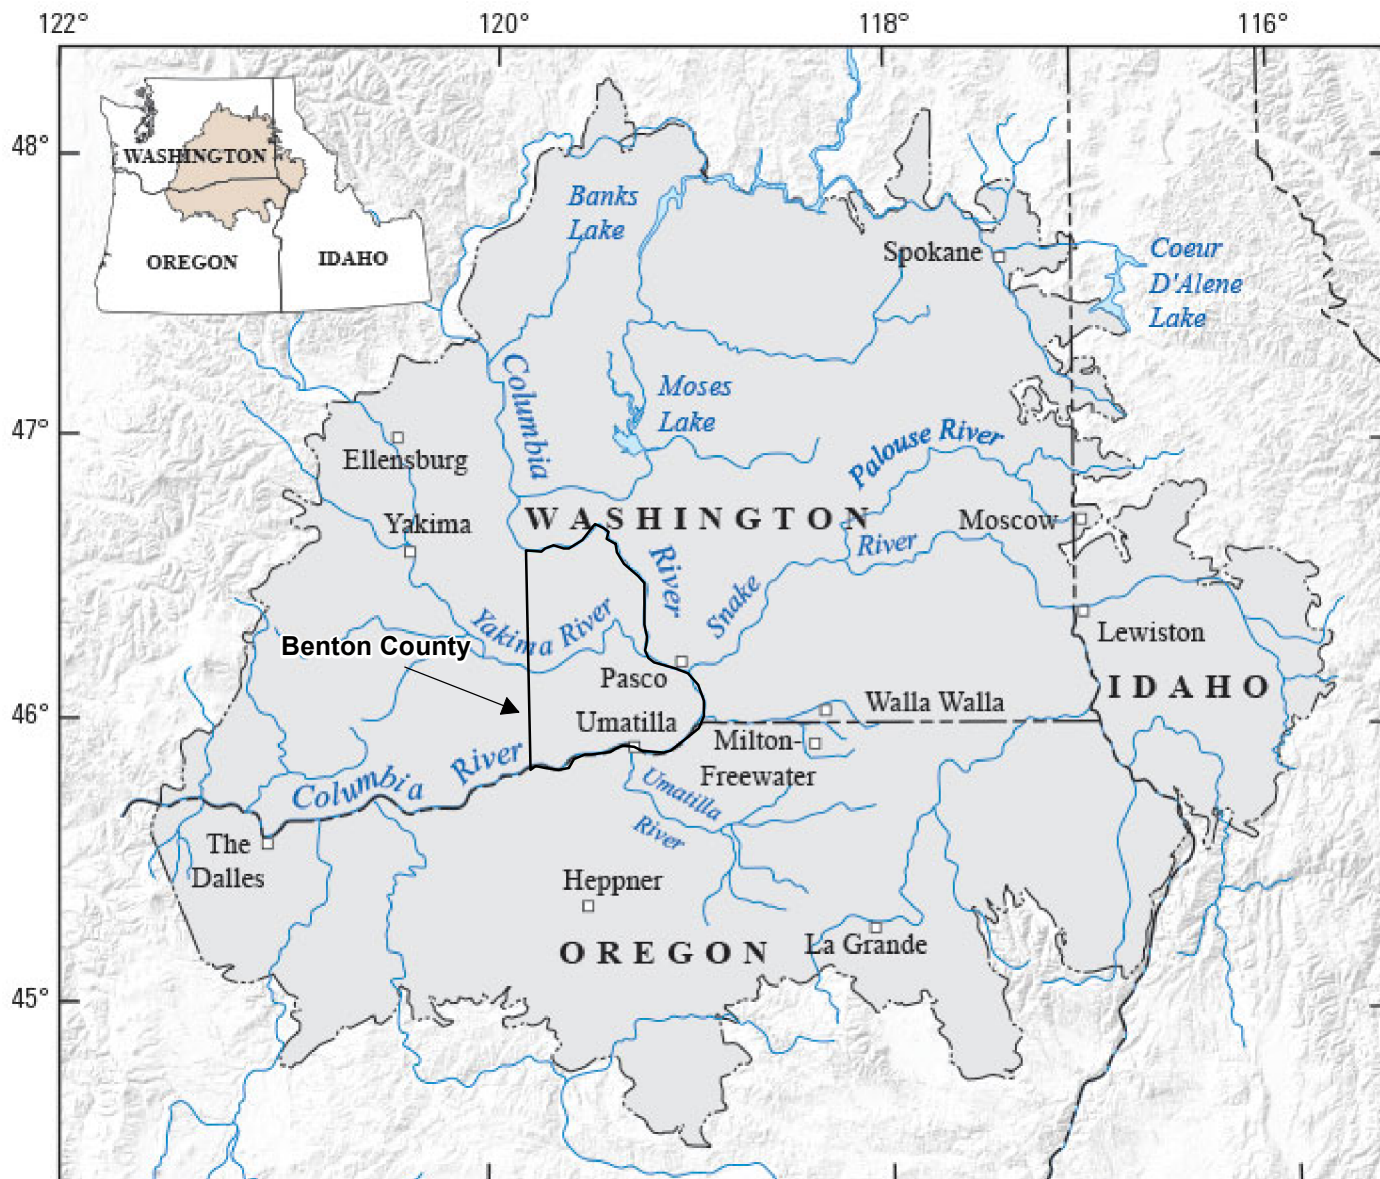 122°
120°
118°
116°
48°
47°
46°
45°
WASHINGTON
OREGON
IDAHO
Banks
Lake
Spokane
Coeur
D'Alene
Lake
Columbia
Moses
Lake
Ellensburg
Palouse River
Yakima
WASHINGTON
Moscow
River
River
Snake
Yakima River
Benton County
Lewiston
Pasco
IDAHO
Walla Walla
Umatilla
Milton-
Freewater
River
Columbia
Umatilla
River
The
Dalles
Heppner
OREGON
La Grande